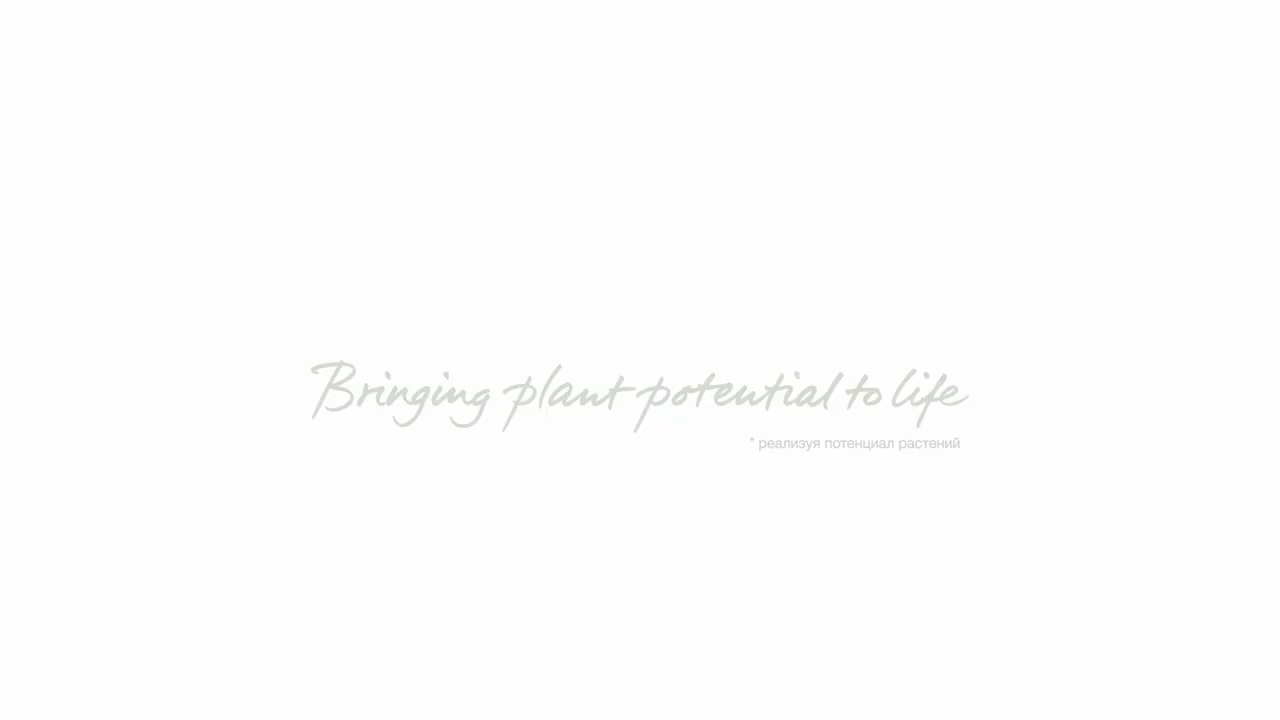 Bringing plant potential to life
* реализуя потенциал растений